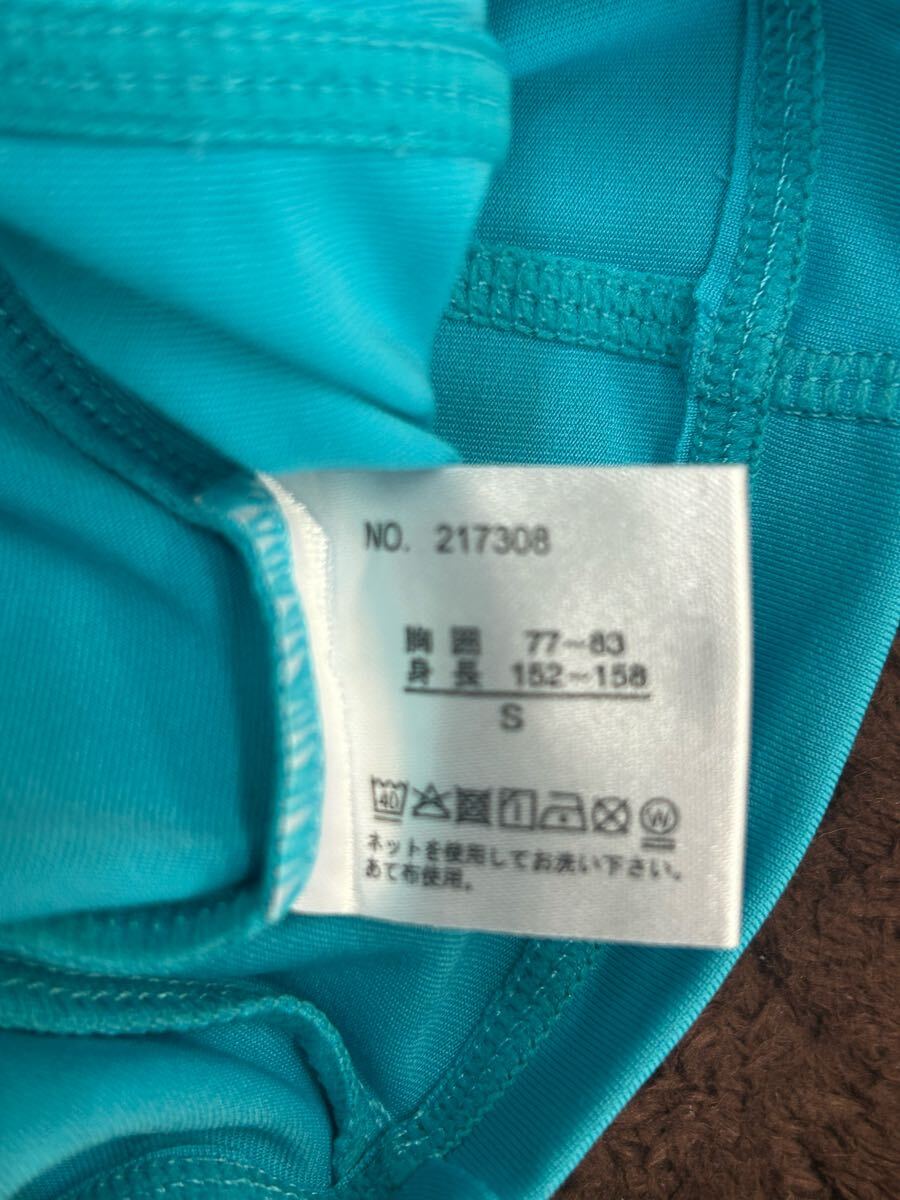 NO. 217308
胸囲 77~83
身長 152~158
S
40 W
ネットを使用してお洗い下さい。
あて布使用。